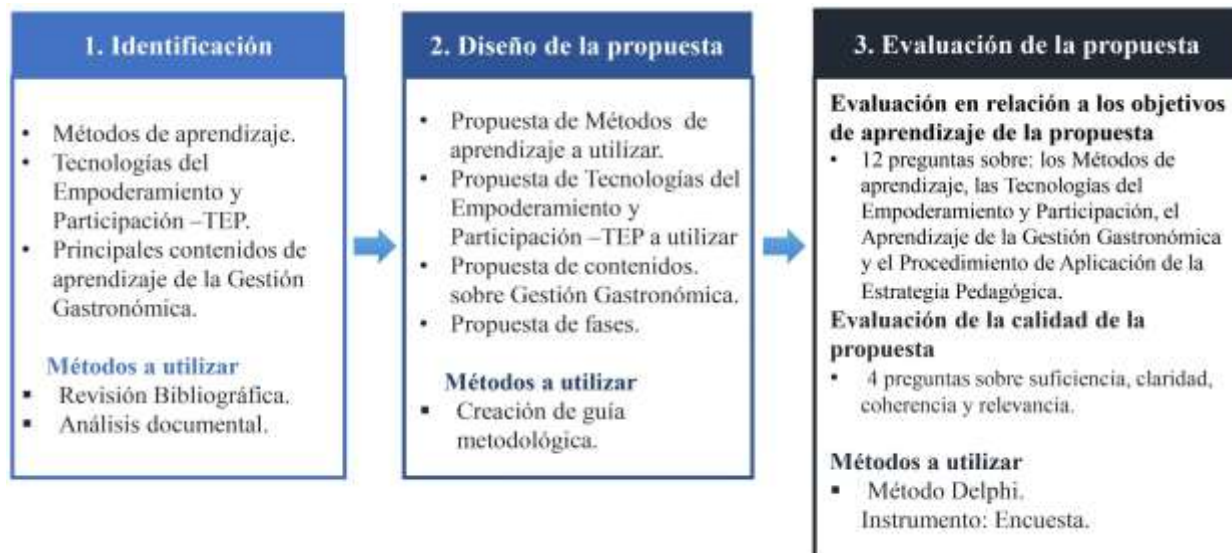 1. Identificación
• Métodos de aprendizaje.
• Tecnologías del
Empoderamiento y
Participación –TEP.
• Principales contenidos de
aprendizaje de la Gestión
Gastronómica.
Métodos a utilizar
▪ Revisión Bibliográfica.
▪ Análisis documental.
2. Diseño de la propuesta
• Propuesta de Métodos de
aprendizaje a utilizar.
• Propuesta de Tecnologías del
Empoderamiento y
Participación –TEP a utilizar
• Propuesta de contenidos.
sobre Gestión Gastronómica.
• Propuesta de fases.
Métodos a utilizar
▪ Creación de guía
metodológica.
3. Evaluación de la propuesta
Evaluación en relación a los objetivos
de aprendizaje de la propuesta
• 12 preguntas sobre: los Métodos de
aprendizaje, las Tecnologías del
Empoderamiento y Participación, el
Aprendizaje de la Gestión Gastronómica
y el Procedimiento de Aplicación de la
Estrategia Pedagógica.
Evaluación de la calidad de la
propuesta
• 4 preguntas sobre suficiencia, claridad,
coherencia y relevancia.
Métodos a utilizar
▪ Método Delphi.
Instrumento: Encuesta.